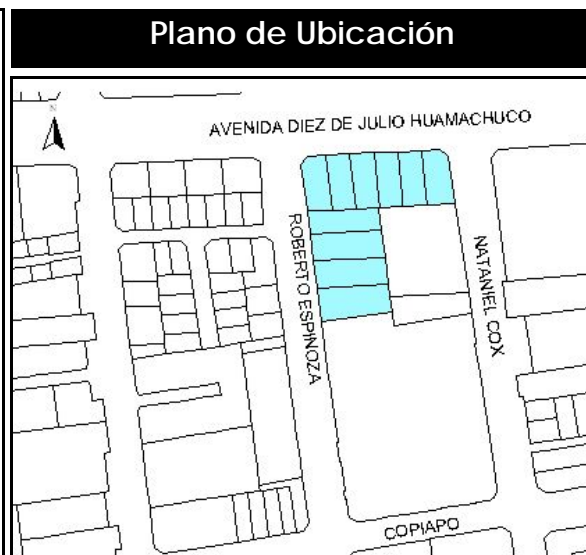 Plano de Ubicación
AVENIDA DIEZ DE JULIO HUAMACHUCO
ROBERTO ESPINOZA
NATANIEL COX
COPIAPO